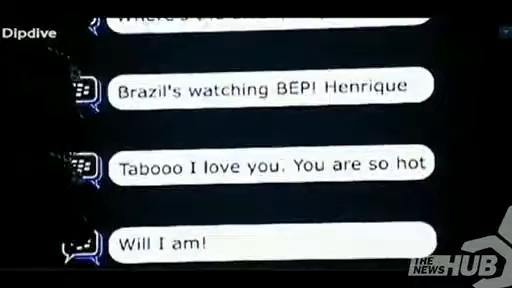 Dipdive
Brazil's watching BEP! Henrique
Tabooo I love you. You are so hot
Will I am!
THE
NEWS HUB